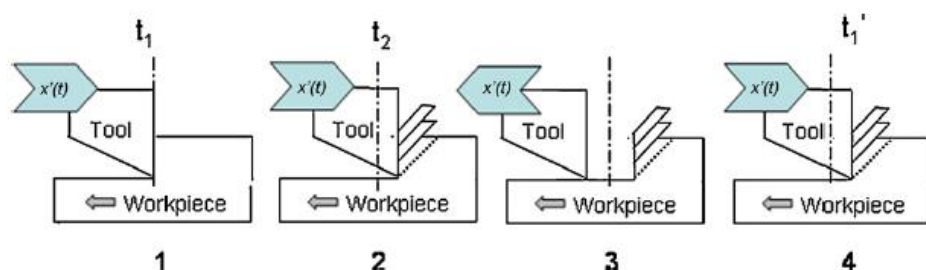 t₁
t₂
t₁'
x'(t)
x'(t)
x'(t)
x'(t)
Tool
Tool
Tool
Tool
Workpiece
Workpiece
Workpiece
Workpiece
1
2
3
4